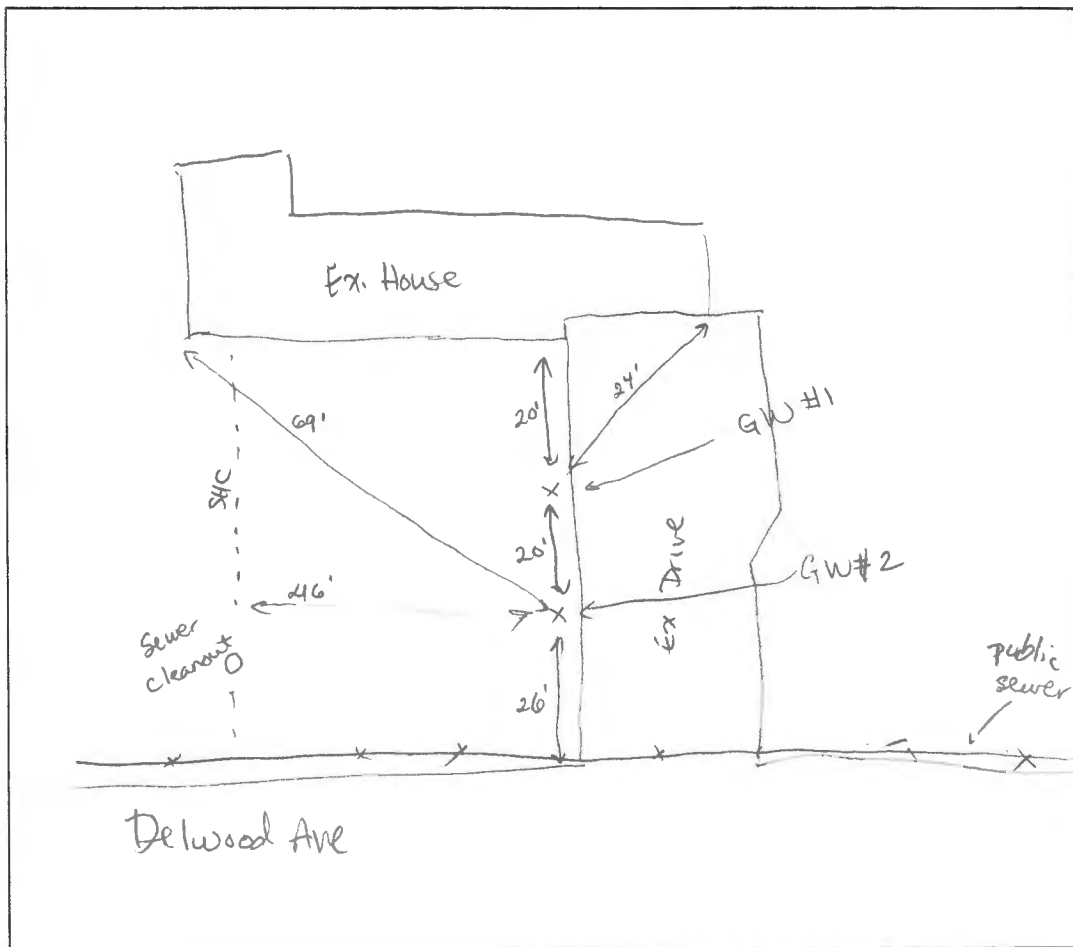 Ex. House
24'
20'
GW #1
69'
SHC
20'
Ex Drive
GW#2
46'
sewer
cleanout
26'
public
sewer
Delwood Ave